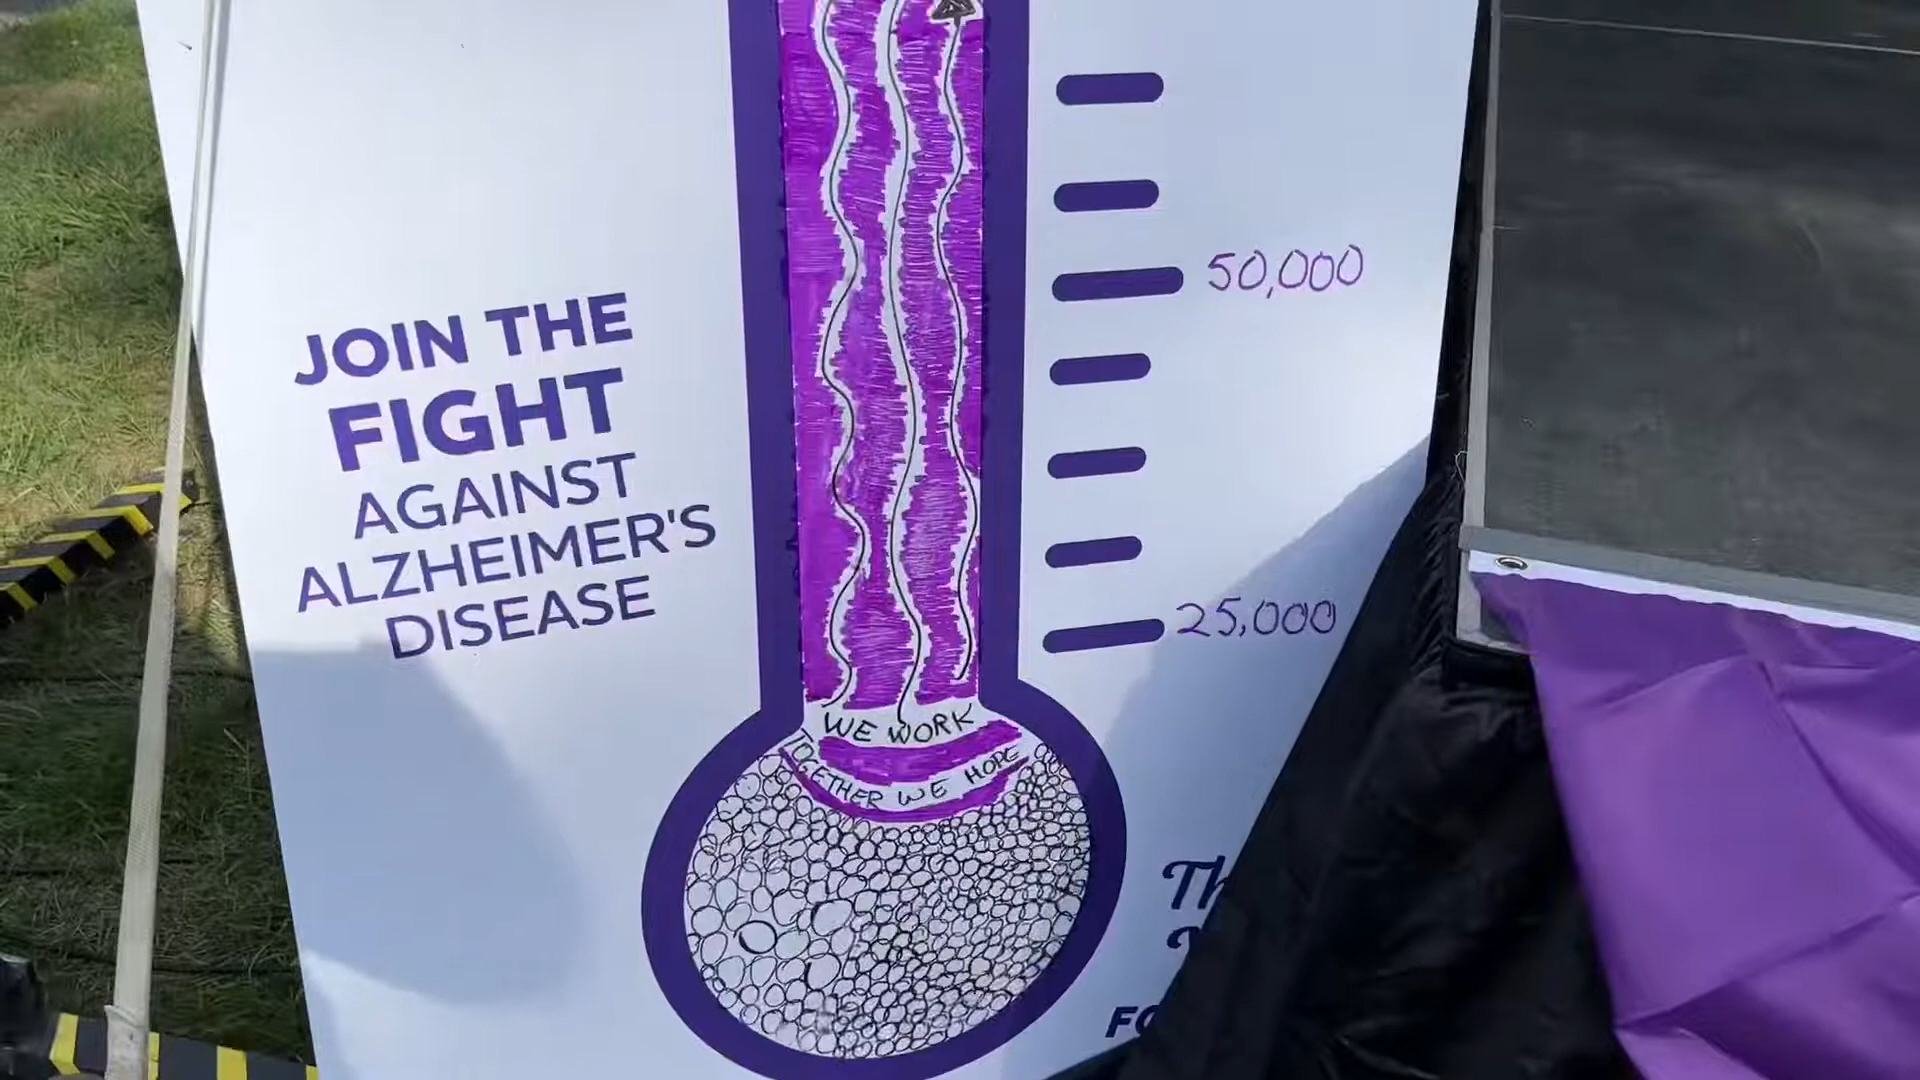 50,000
JOIN THE
FIGHT
AGAINST
ALZHEIMER'S
DISEASE
25,000
WE WORK
TOGETHER WE HOPE